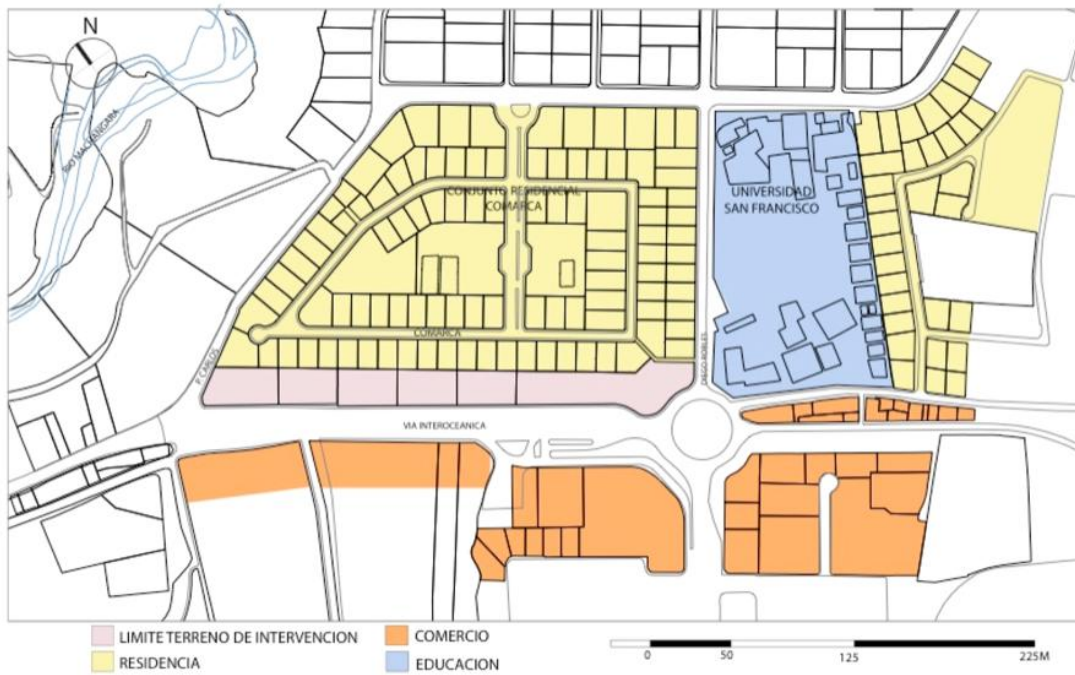 N
RIO MACHANGARA
CONJUNTO RESIDENCIAL
COMARCA
UNIVERSIDAD
SAN FRANCISCO
COMARCA
P. CARLOS
DIEGO ROBLES
VIA INTEROCEANICA
LIMITE TERRENO DE INTERVENCION
COMERCIO
RESIDENCIA
EDUCACION
0 50 125 225M